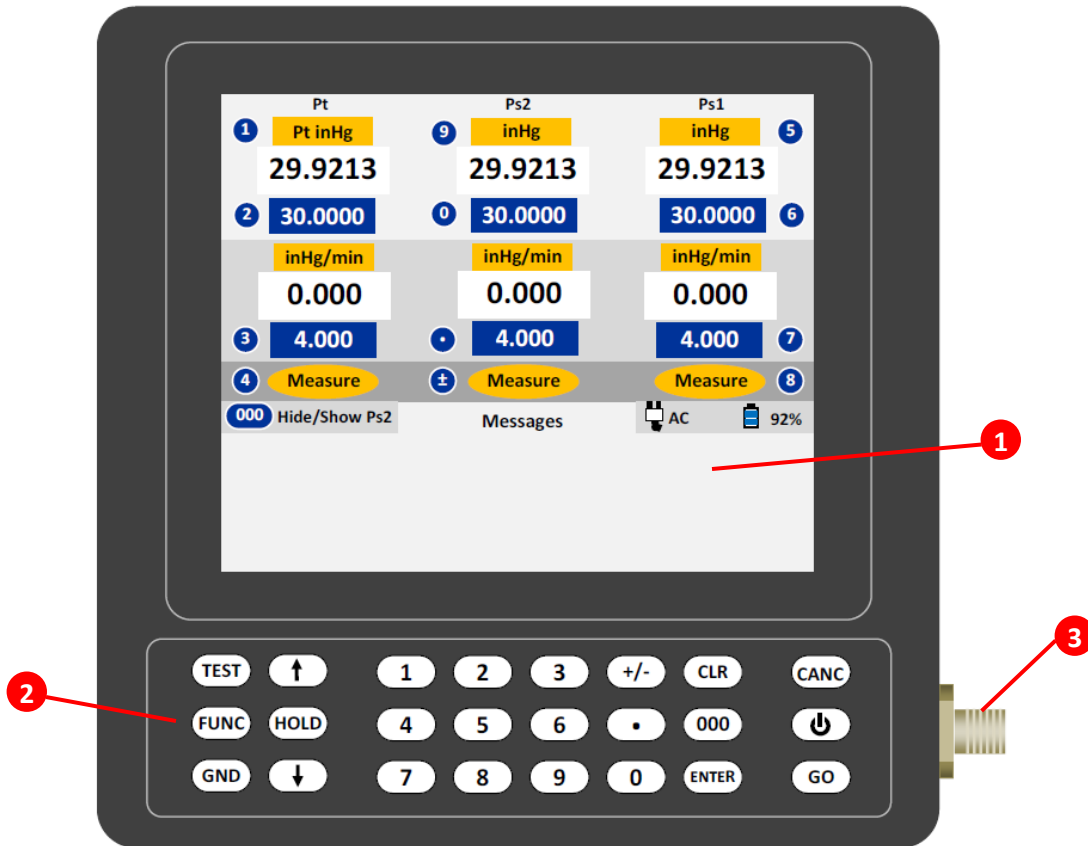 Pt Ps2 Ps1
1 Pt inHg 9 inHg inHg 5
29.9213 29.9213 29.9213
2 30.0000 0 30.0000 30.0000 6
inHg/min inHg/min inHg/min
0.000 0.000 0.000
3 4.000 • 4.000 4.000 7
4 Measure ± Measure Measure 8
000 Hide/Show Ps2 Messages AC 92%
1
3
TEST ↑ 1 2 3 +/- CLR CANC
2
FUNC HOLD 4 5 6 • 000
GND ↓ 7 8 9 0 ENTER GO